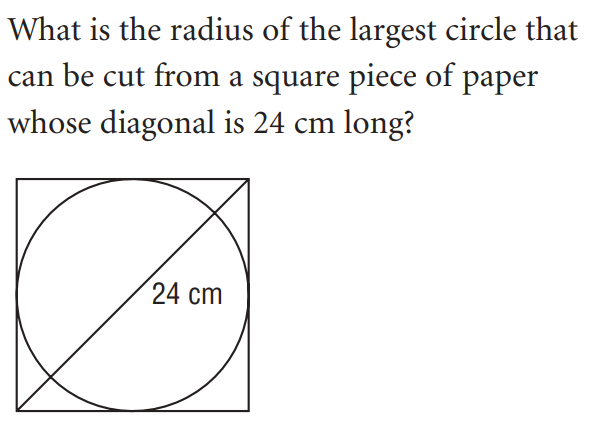 What is the radius of the largest circle that
can be cut from a square piece of paper
whose diagonal is 24 cm long?
24 cm